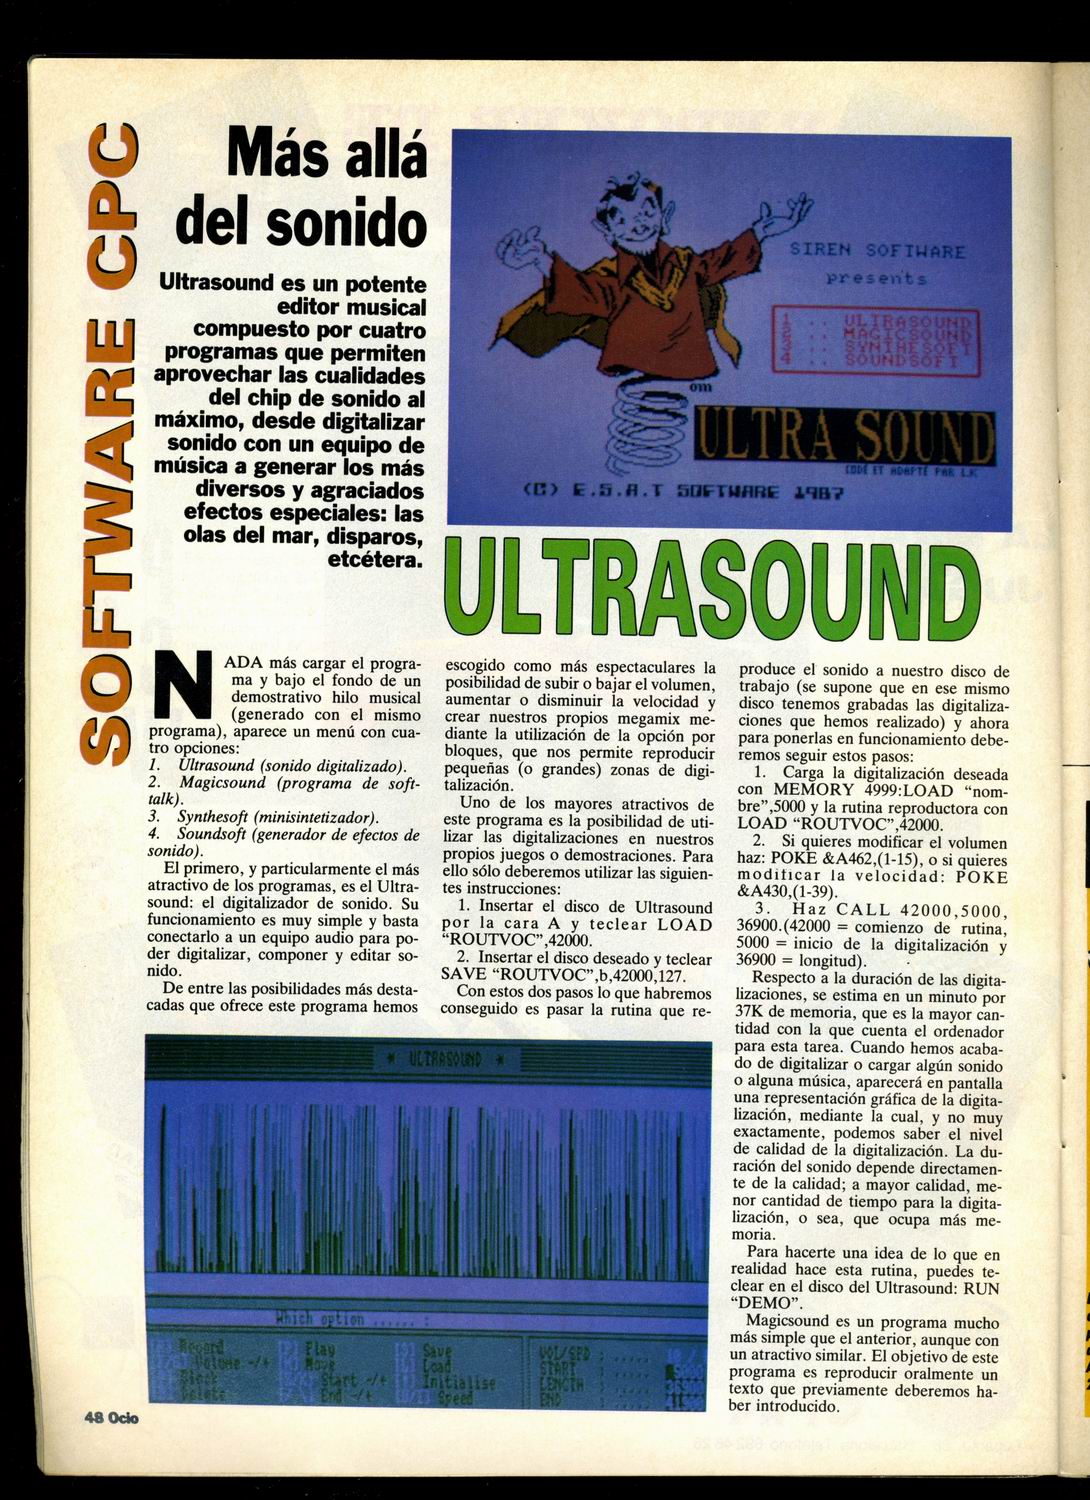 SOFTWARE CPC
Más allá
del sonido
Ultrasound es un potente
editor musical
compuesto por cuatro
programas que permiten
aprovechar las cualidades
del chip de sonido al
máximo, desde digitalizar
sonido con un equipo de
música a generar los más
diversos y agraciados
efectos especiales: las
olas del mar, disparos,
etcétera.
SIREN SOFTWARE
presents
1 .. ULTRASOUND
2 .. MAGICSOUND
3 .. SYNTHESOFT
4 .. SOUNDSOFT
om
ULTRA SOUND
CODÉ ET ADAPTÉ PAR L.K
(C) E.S.A.T SOFTWARE 1987
ULTRASOUND
NADA más cargar el progra-
ma y bajo el fondo de un
demostrativo hilo musical
(generado con el mismo
programa), aparece un menú con cua-
tro opciones:
1. Ultrasound (sonido digitalizado).
2. Magicsound (programa de soft-
talk).
3. Synthesoft (minisintetizador).
4. Soundsoft (generador de efectos de
sonido).
El primero, y particularmente el más
atractivo de los programas, es el Ultra-
sound: el digitalizador de sonido. Su
funcionamiento es muy simple y basta
conectarlo a un equipo audio para po-
der digitalizar, componer y editar so-
nido.
De entre las posibilidades más desta-
cadas que ofrece este programa hemos
escogido como más espectaculares la
posibilidad de subir o bajar el volumen,
aumentar o disminuir la velocidad y
crear nuestros propios megamix me-
diante la utilización de la opción por
bloques, que nos permite reproducir
pequeñas (o grandes) zonas de digi-
talización.
Uno de los mayores atractivos de
este programa es la posibilidad de uti-
lizar las digitalizaciones en nuestros
propios juegos o demostraciones. Para
ello sólo deberemos utilizar las siguien-
tes instrucciones:
1. Insertar el disco de Ultrasound
por la cara A y teclear LOAD
“ROUTVOC”,42000.
2. Insertar el disco deseado y teclear
SAVE “ROUTVOC”,b,42000,127.
Con estos dos pasos lo que habremos
conseguido es pasar la rutina que re-
produce el sonido a nuestro disco de
trabajo (se supone que en ese mismo
disco tenemos grabadas las digitaliza-
ciones que hemos realizado) y ahora
para ponerlas en funcionamiento debe-
remos seguir estos pasos:
1. Carga la digitalización deseada
con MEMORY 4999:LOAD “nom-
bre”,5000 y la rutina reproductora con
LOAD “ROUTVOC”,42000.
2. Si quieres modificar el volumen
haz: POKE &A462,(1-15), o si quieres
modificar la velocidad: POKE
&A430,(1-39).
3. Haz CALL 42000,5000,
36900.(42000 = comienzo de rutina,
5000 = inicio de la digitalización y
36900 = longitud).
Respecto a la duración de las digita-
lizaciones, se estima en un minuto por
37K de memoria, que es la mayor can-
tidad con la que cuenta el ordenador
para esta tarea. Cuando hemos acaba-
do de digitalizar o cargar algún sonido
o alguna música, aparecerá en pantalla
una representación gráfica de la digita-
lización, mediante la cual, y no muy
exactamente, podemos saber el nivel
de calidad de la digitalización. La du-
ración del sonido depende directamen-
te de la calidad; a mayor calidad, me-
nor cantidad de tiempo para la digita-
lización, o sea, que ocupa más me-
moria.
Para hacerte una idea de lo que en
realidad hace esta rutina, puedes te-
clear en el disco del Ultrasound: RUN
“DEMO”.
Magicsound es un programa mucho
más simple que el anterior, aunque con
un atractivo similar. El objetivo de este
programa es reproducir oralmente un
texto que previamente deberemos ha-
ber introducido.
* ULTRASOUND *
Which option ...... :
Record Play Save VOL/SPD : .....
Volume -/+ Move Load START : .....
Block Start -/+ Initialise LENGTH : .....
Delete End -/+ Speed END : .....
48 Ocio